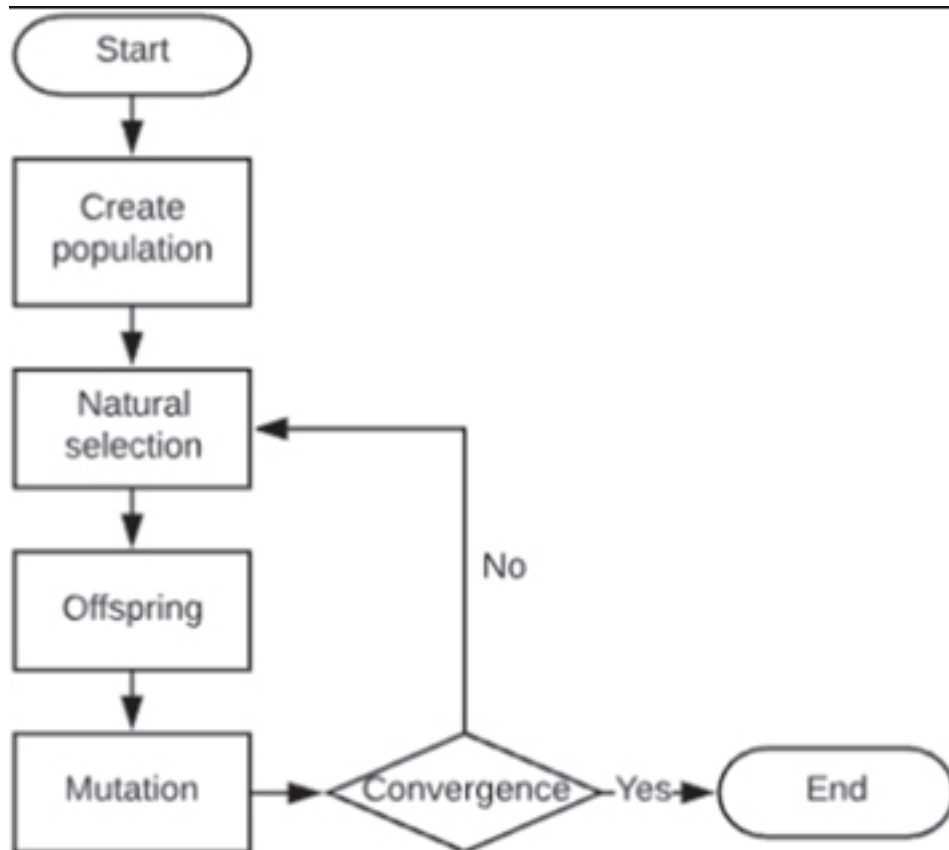 Start
Create
population
Natural
selection
No
Offspring
Mutation
Convergence
Yes
End